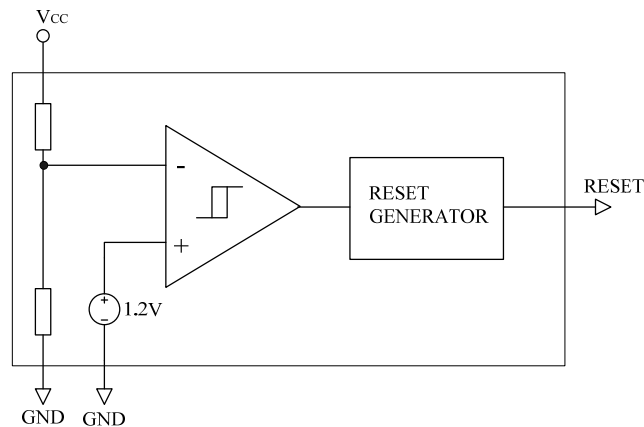 VCC
-
RESET
GENERATOR
RESET
+
+
-
1.2V
GND
GND